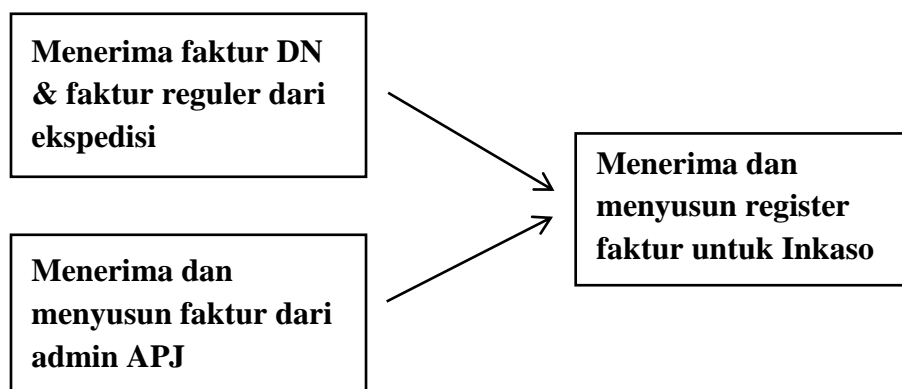 Menerima faktur DN
& faktur reguler dari
ekspedisi
Menerima dan
menyusun faktur dari
admin APJ
Menerima dan
menyusun register
faktur untuk Inkaso